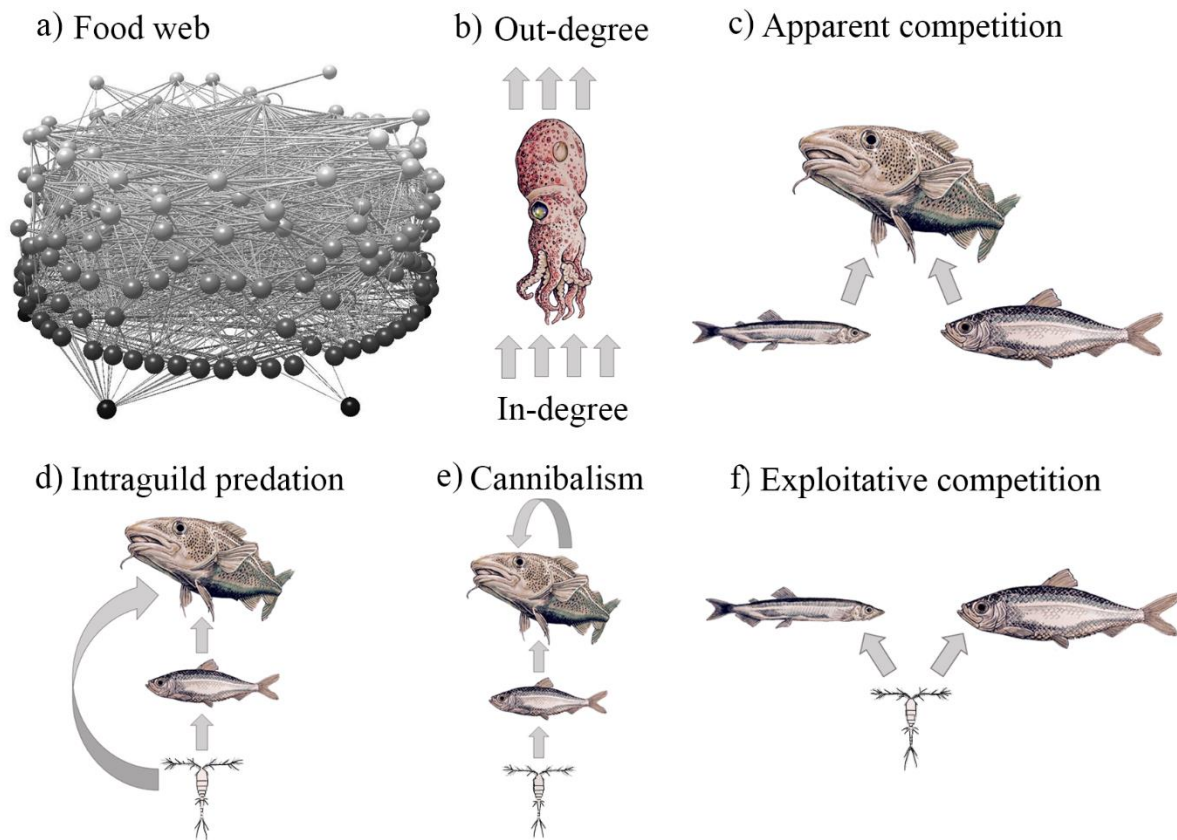 a) Food web
b) Out-degree
c) Apparent competition
In-degree
d) Intraguild predation
e) Cannibalism
f) Exploitative competition